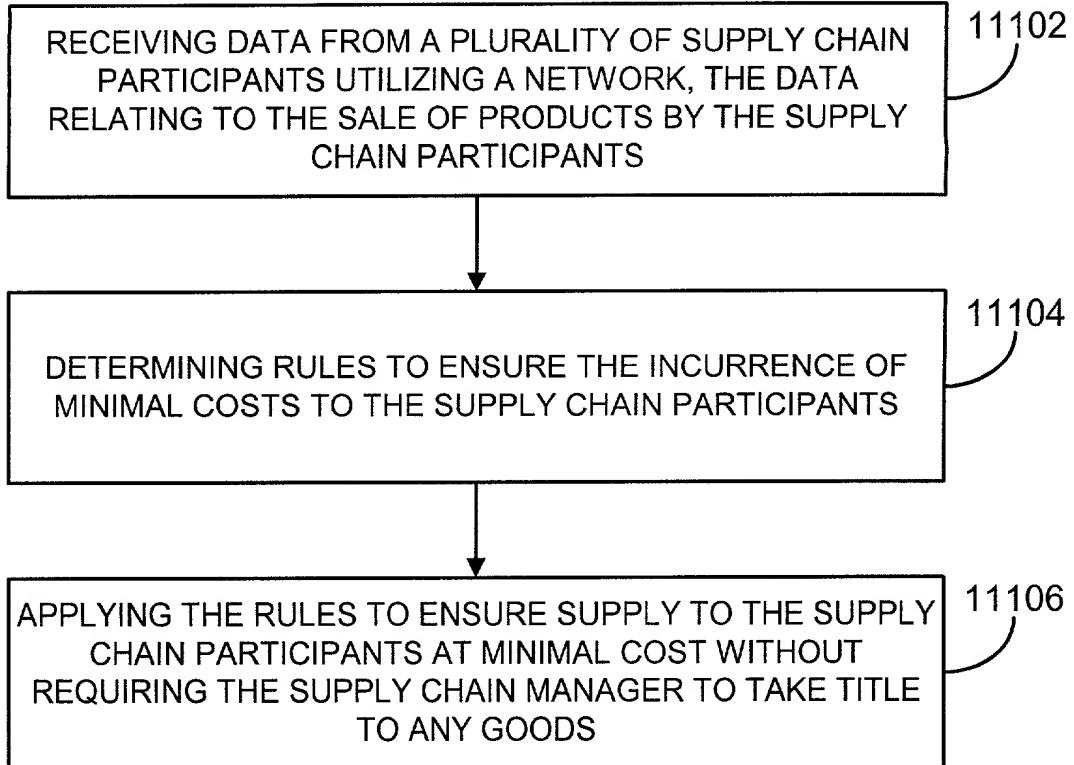 RECEIVING DATA FROM A PLURALITY OF SUPPLY CHAIN
PARTICIPANTS UTILIZING A NETWORK, THE DATA
RELATING TO THE SALE OF PRODUCTS BY THE SUPPLY
CHAIN PARTICIPANTS
11102
DETERMINING RULES TO ENSURE THE INCURRENCE OF
MINIMAL COSTS TO THE SUPPLY CHAIN PARTICIPANTS
11104
APPLYING THE RULES TO ENSURE SUPPLY TO THE SUPPLY
CHAIN PARTICIPANTS AT MINIMAL COST WITHOUT
REQUIRING THE SUPPLY CHAIN MANAGER TO TAKE TITLE
TO ANY GOODS
11106